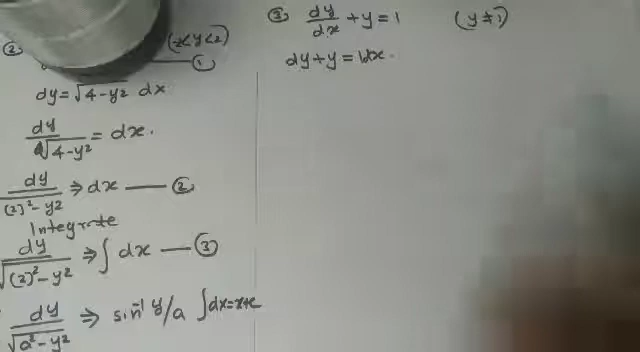 ② (-2<y<2)
——①
dy=√4-y² dx
dy/√4-y² = dx.
dy/(2)²-y² ⇒ dx —— ②
Integrate
dy/√(2)²-y² ⇒ ∫ dx —— ③
dy/√a²-y² ⇒ sin⁻¹ y/a ∫dx=x+c
③ dy/dx + y = 1 (y≠1)
dy+y = 1dx.